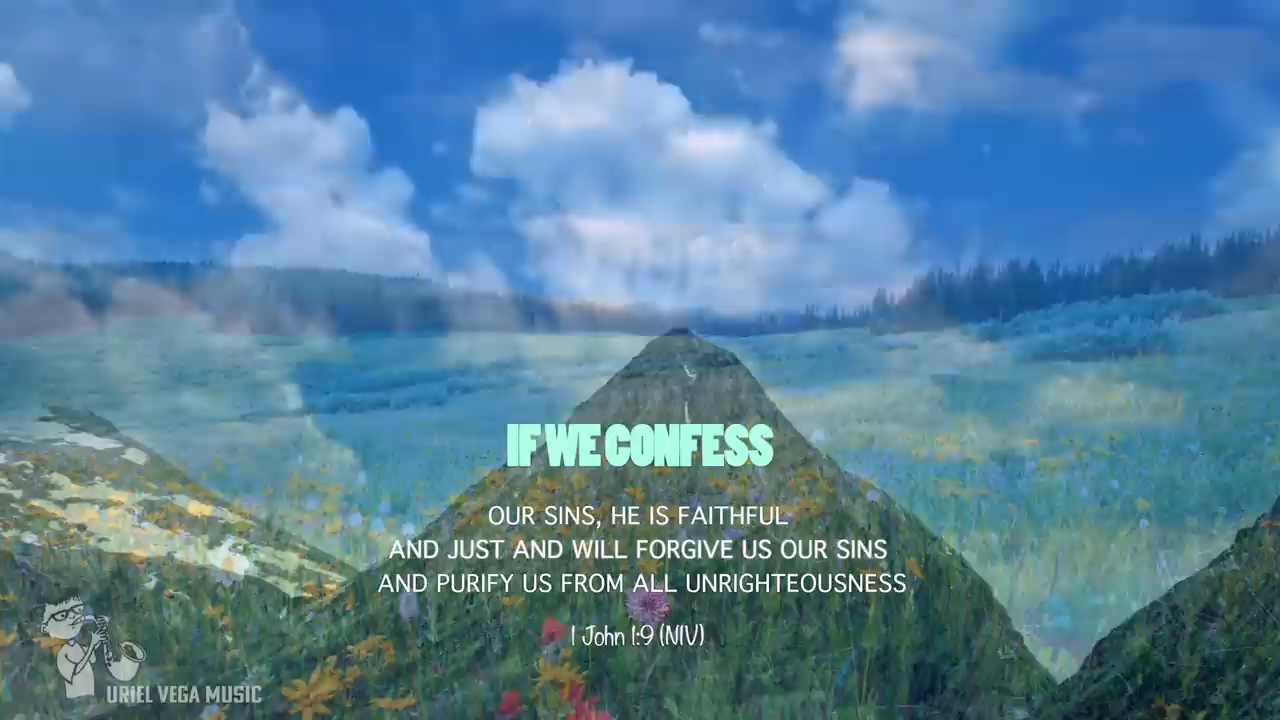 IF WE CONFESS
OUR SINS, HE IS FAITHFUL
AND JUST AND WILL FORGIVE US OUR SINS
AND PURIFY US FROM ALL UNRIGHTEOUSNESS
1 John 1:9 (NIV)
URIEL VEGA MUSIC